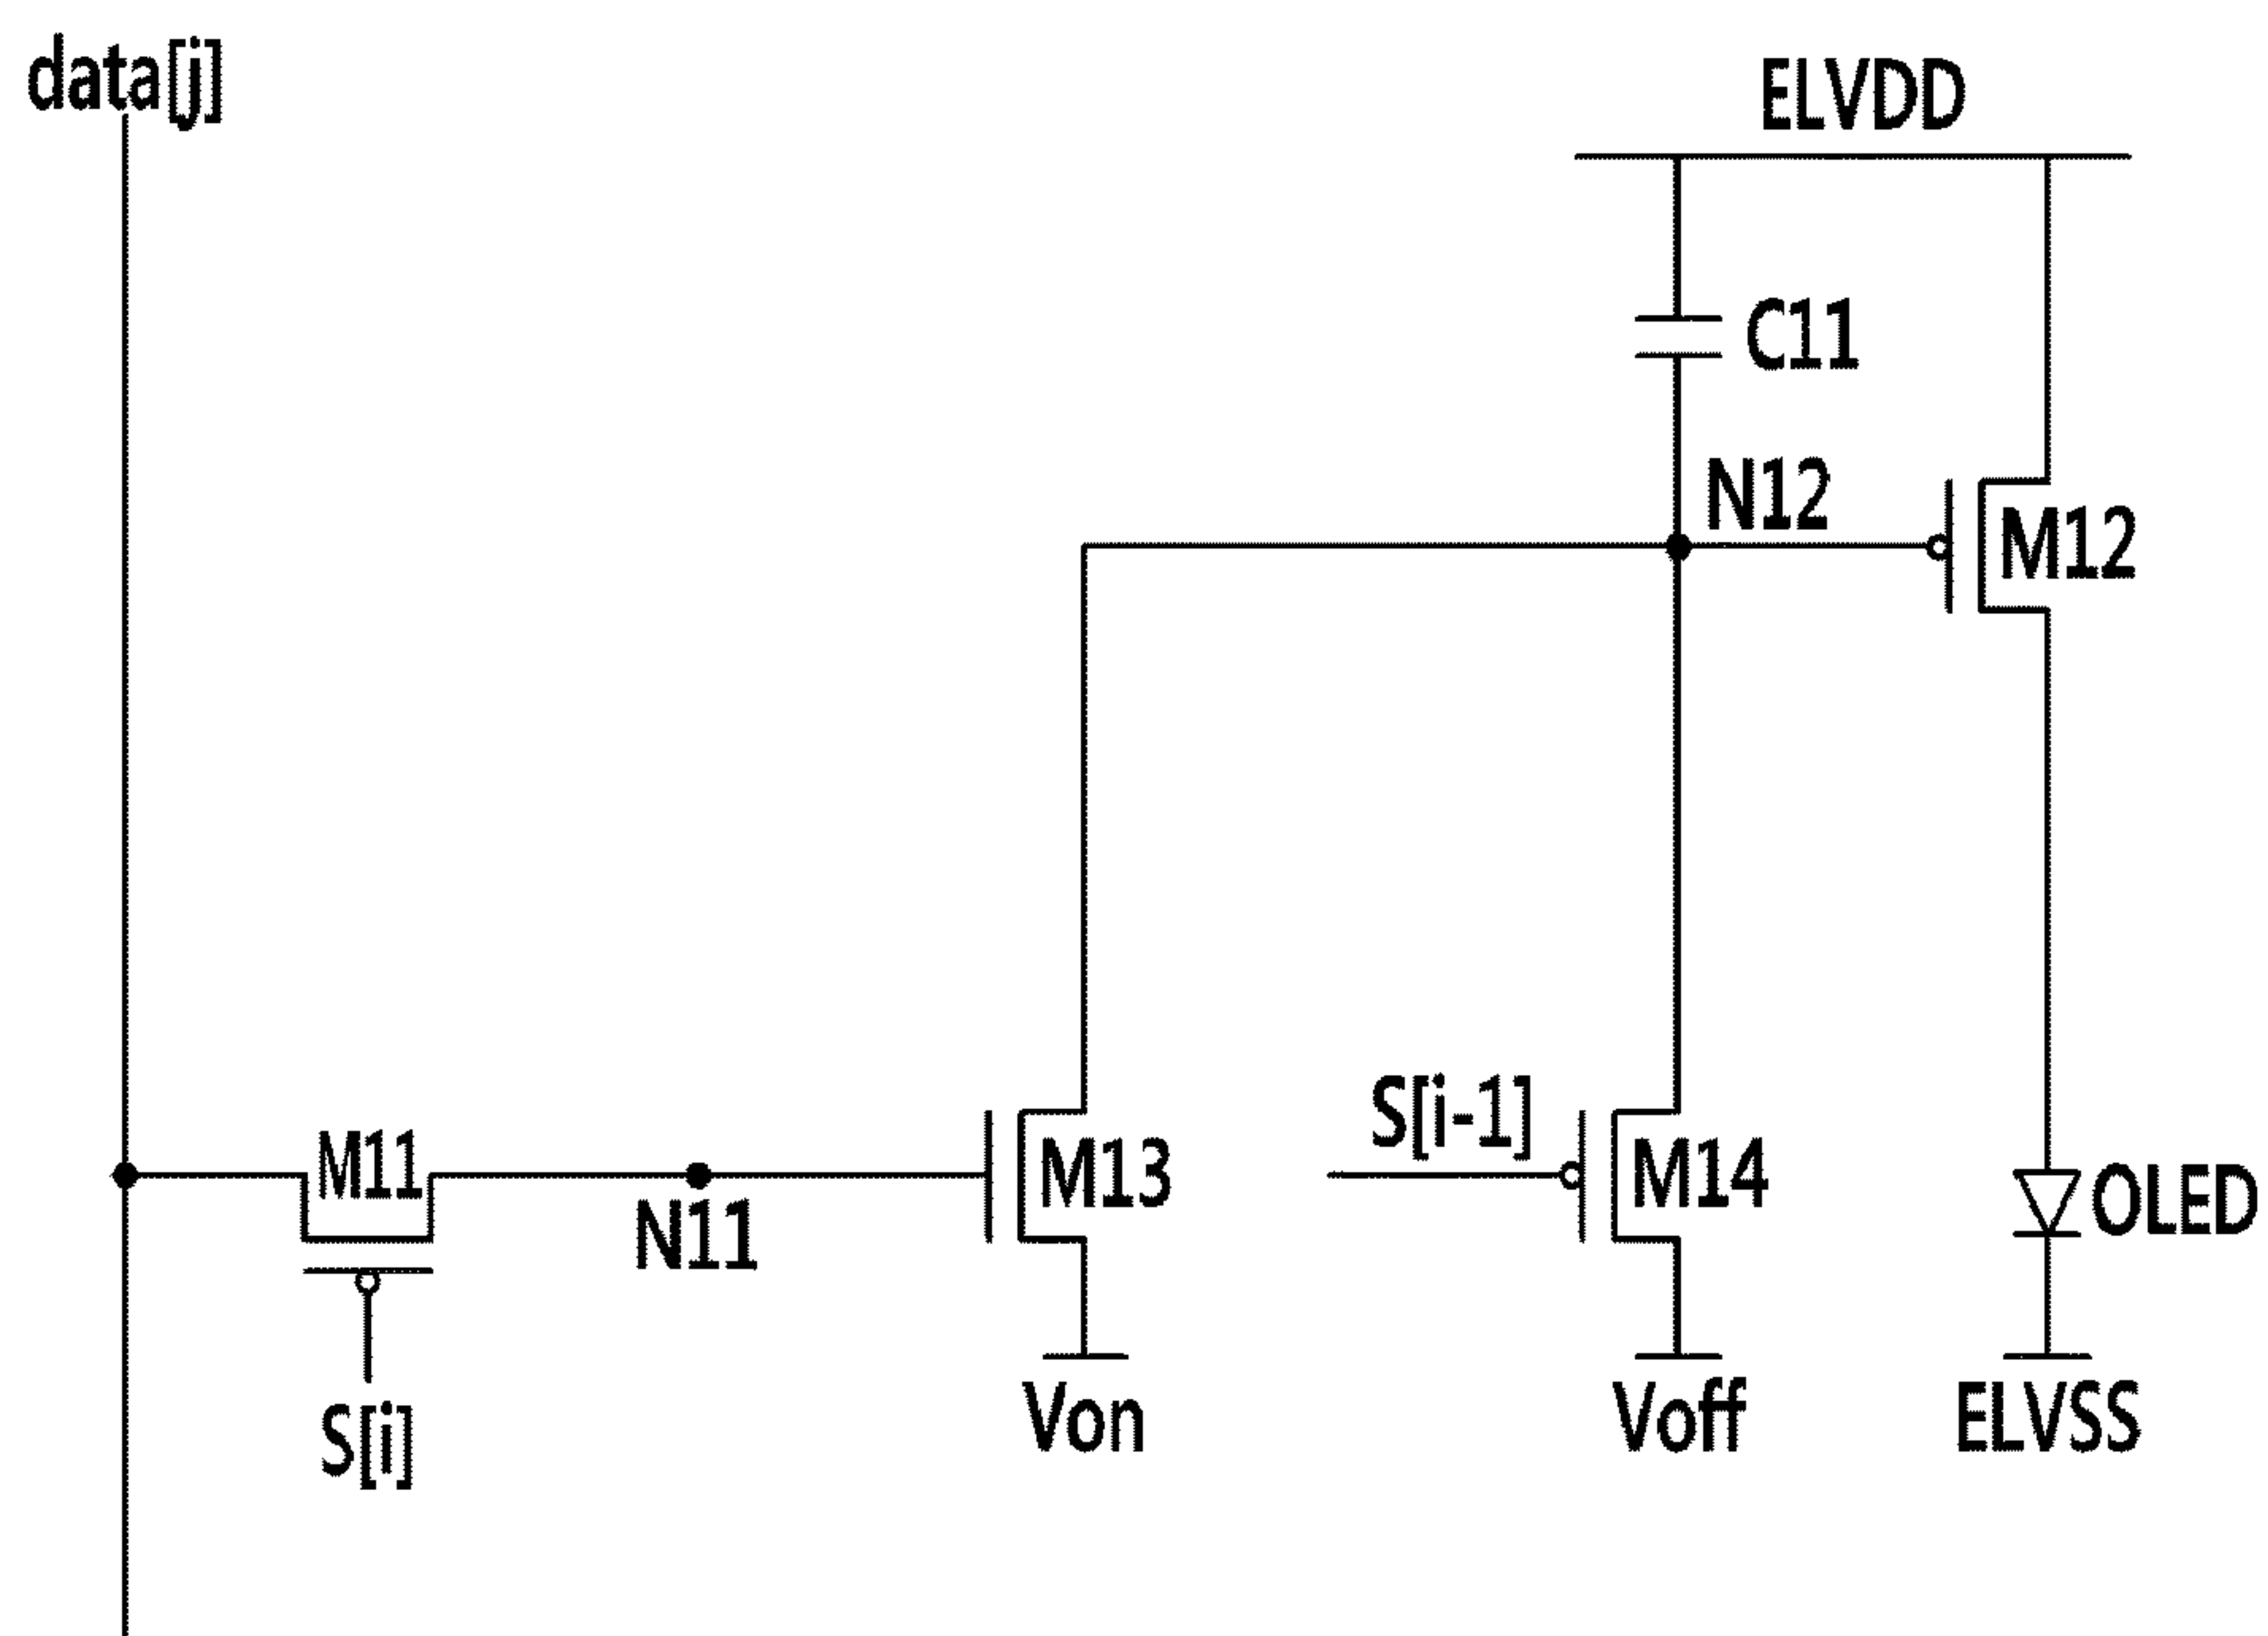 data[j]
ELVDD
C11
N12
M12
S[i-1]
M11
M13
M14
OLED
N11
Von
Voff
ELVSS
S[i]